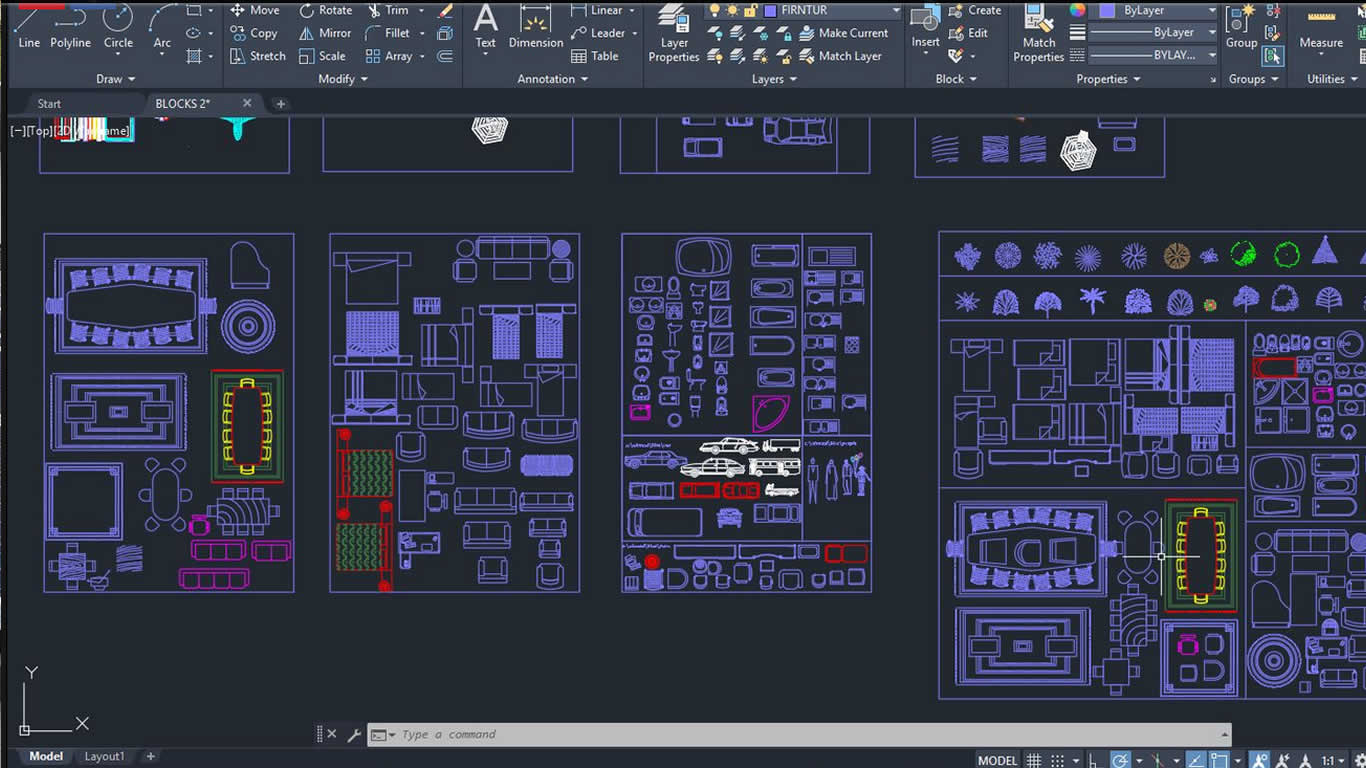 Move Rotate Trim Linear FIRNTUR Create ByLayer
Copy Mirror Fillet Leader Make Current Edit ByLayer
Line Polyline Circle Arc Text Dimension Layer Properties Insert Match Properties Group Measure
Stretch Scale Array Table Match Layer BYLAY...
Draw Modify Annotation Layers Block Properties Groups Utilities
Start BLOCKS 2*
[−][Top][2D Wireframe]
Y
X
Type a command
Model Layout1 MODEL 1:1